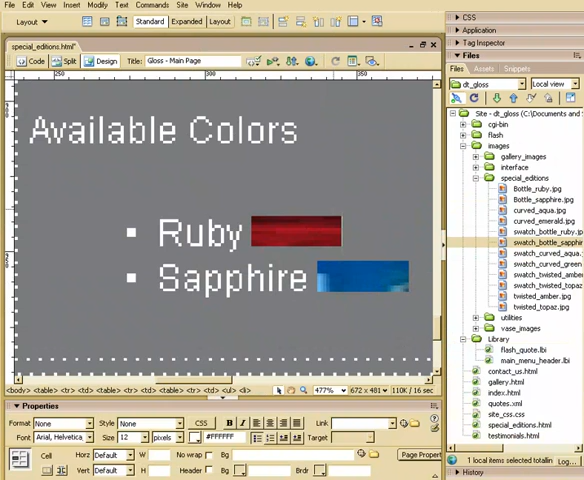 File Edit View Insert Modify Text Commands Site Window Help
Layout Standard Expanded Layout
special_editions.html*
Code Split Design Title: Gloss - Main Page
250 300 350
Available Colors
Ruby
Sapphire
<body> <table> <tr> <td> <table> <tr> <td> <ul> <li> 477% 672 x 481 110K / 16 sec
Properties
Format None Style None CSS B I Link
Font Arial, Helvetica, Size 12 pixels #FFFFFF Target
Cell Horz Default W No wrap Bg Page Propert
Vert Default H Header Bg Brdr
CSS
Application
Tag Inspector
Files
Files Assets Snippets
dt_gloss Local view
Site - dt_gloss (C:\Documents and S
cgi-bin
flash
images
gallery_images
interface
special_editions
Bottle_ruby.jpg
Bottle_sapphire.jpg
curved_aqua.jpg
curved_emerald.jpg
swatch_bottle_ruby.jp
swatch_bottle_sapphir
swatch_curved_aqua.
swatch_curved_green
swatch_twisted_amber
swatch_twisted_topaz.
twisted_amber.jpg
twisted_topaz.jpg
utilities
vase_images
Library
flash_quote.lbi
main_menu_header.lbi
contact_us.html
gallery.html
index.html
quotes.xml
site_css.css
special_editions.html
testimonials.html
1 local items selected totallin Log...
History